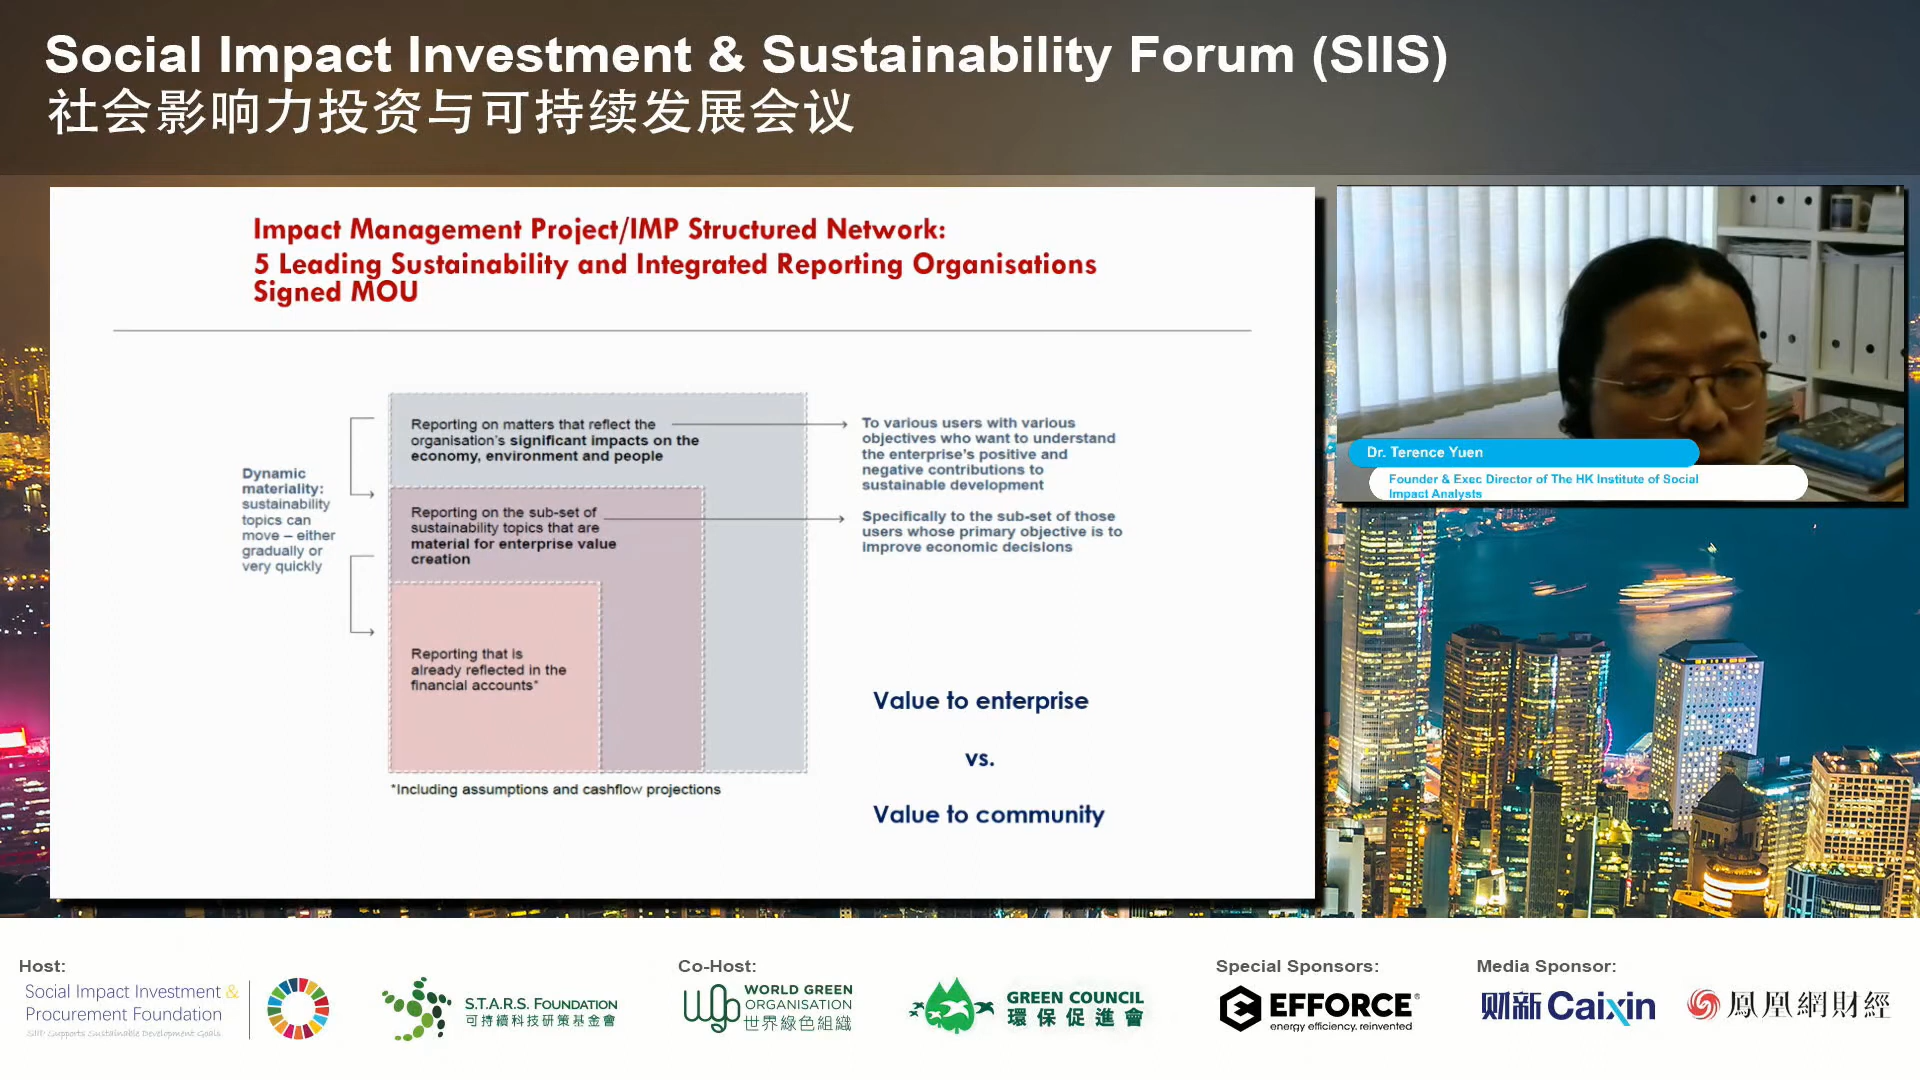 Social Impact Investment & Sustainability Forum (SIIS)
社会影响力投资与可持续发展会议
Impact Management Project/IMP Structured Network:
5 Leading Sustainability and Integrated Reporting Organisations
Signed MOU
Dynamic
materiality:
sustainability
topics can
move – either
gradually or
very quickly
Reporting on matters that reflect the
organisation's significant impacts on the
economy, environment and people
Reporting on the sub-set of
sustainability topics that are
material for enterprise value
creation
Reporting that is
already reflected in the
financial accounts*
*Including assumptions and cashflow projections
To various users with various
objectives who want to understand
the enterprise's positive and
negative contributions to
sustainable development
Specifically to the sub-set of those
users whose primary objective is to
improve economic decisions
Value to enterprise
vs.
Value to community
Dr. Terence Yuen
Founder & Exec Director of The HK Institute of Social
Impact Analysts
Host:
Social Impact Investment &
Procurement Foundation
SIIP Supports Sustainable Development Goals
S.T.A.R.S. FOUNDATION
可持續科技研策基金會
Co-Host:
WORLD GREEN
ORGANISATION
世界綠色組織
GREEN COUNCIL
環保促進會
Special Sponsors:
EFFORCE®
energy efficiency. reinvented
Media Sponsor:
财新 Caixin
鳳凰網財經